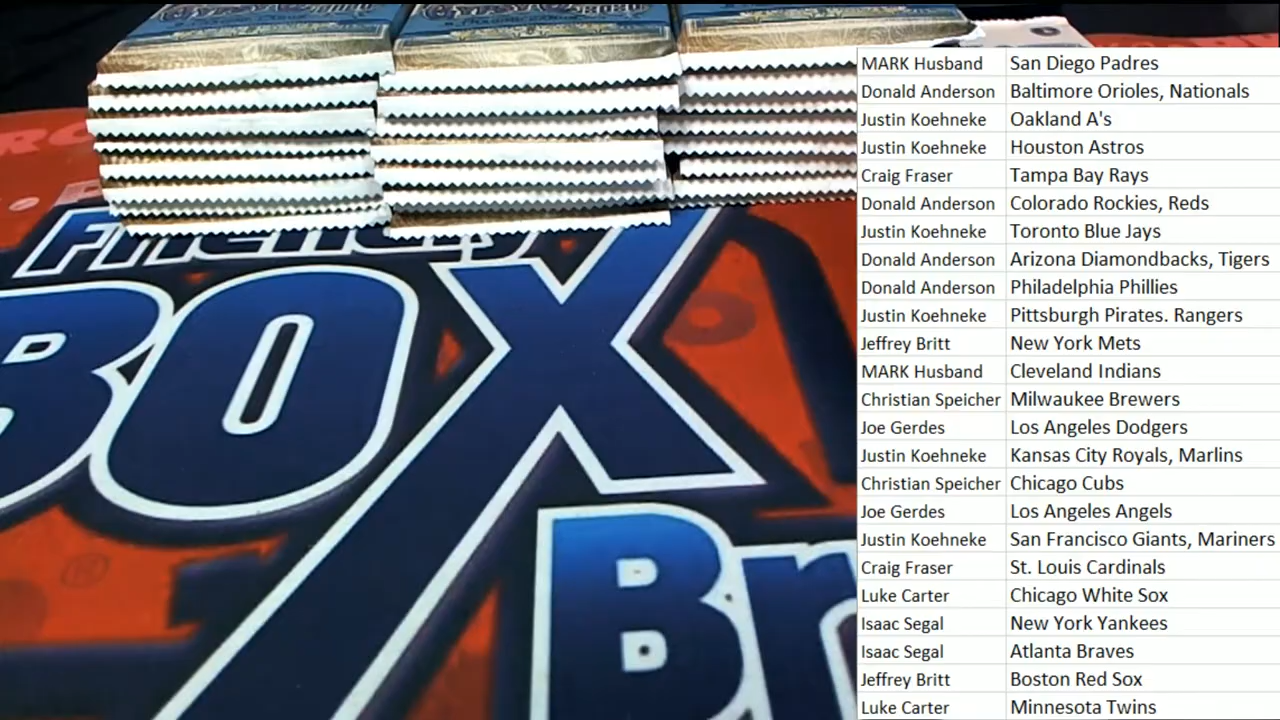 GYPSY QUEEN
GYPSY QUEEN
Friendly
BOX
Br
MARK Husband San Diego Padres
Donald Anderson Baltimore Orioles, Nationals
Justin Koehneke Oakland A's
Justin Koehneke Houston Astros
Craig Fraser Tampa Bay Rays
Donald Anderson Colorado Rockies, Reds
Justin Koehneke Toronto Blue Jays
Donald Anderson Arizona Diamondbacks, Tigers
Donald Anderson Philadelphia Phillies
Justin Koehneke Pittsburgh Pirates. Rangers
Jeffrey Britt New York Mets
MARK Husband Cleveland Indians
Christian Speicher Milwaukee Brewers
Joe Gerdes Los Angeles Dodgers
Justin Koehneke Kansas City Royals, Marlins
Christian Speicher Chicago Cubs
Joe Gerdes Los Angeles Angels
Justin Koehneke San Francisco Giants, Mariners
Craig Fraser St. Louis Cardinals
Luke Carter Chicago White Sox
Isaac Segal New York Yankees
Isaac Segal Atlanta Braves
Jeffrey Britt Boston Red Sox
Luke Carter Minnesota Twins